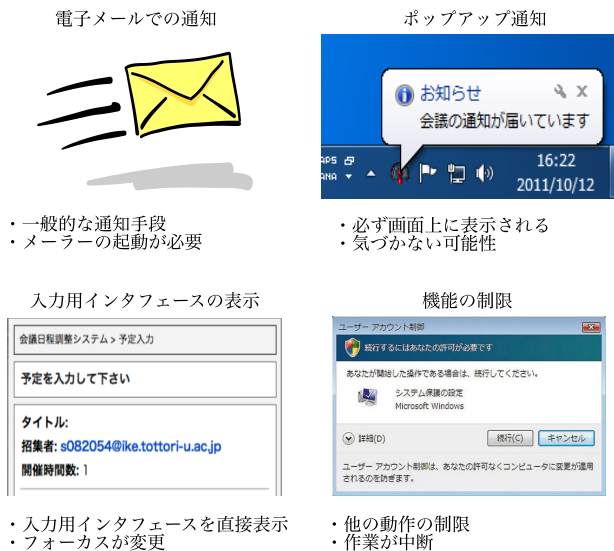 電子メールでの通知
・一般的な通知手段
・メーラーの起動が必要
ポップアップ通知
お知らせ
会議の通知が届いています
APS
ANA
16:22
2011/10/12
・必ず画面上に表示される
・気づかない可能性
入力用インタフェースの表示
会議日程調整システム > 予定入力
予定を入力して下さい
タイトル:
招集者: s082054@ike.tottori-u.ac.jp
開催時間数: 1
・入力用インタフェースを直接表示
・フォーカスが変更
機能の制限
ユーザー アカウント制御
続行するにはあなたの許可が必要です
あなたが開始した操作である場合は、続行してください。
システム保護の設定
Microsoft Windows
詳細(D)
続行(C)
キャンセル
ユーザー アカウント制御は、あなたの許可なくコンピュータに変更が適用
されるのを防ぎます。
・他の動作の制限
・作業が中断